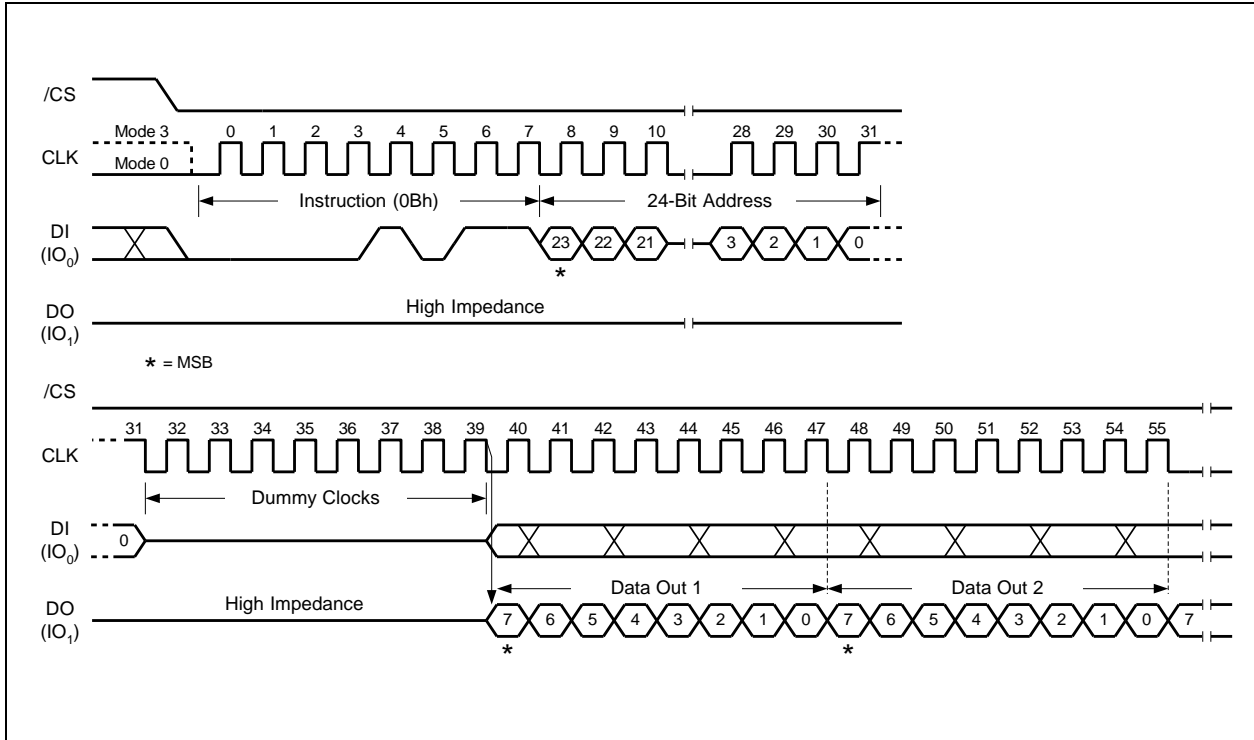 /CS
Mode 3 0 1 2 3 4 5 6 7 8 9 10 28 29 30 31
CLK
Mode 0
Instruction (0Bh) 24-Bit Address
DI
(IO0) 23 22 21 3 2 1 0
*
High Impedance
DO
(IO1)
* = MSB
/CS
31 32 33 34 35 36 37 38 39 40 41 42 43 44 45 46 47 48 49 50 51 52 53 54 55
CLK
Dummy Clocks
DI
(IO0) 0
Data Out 1 Data Out 2
High Impedance
DO
(IO1) 7 6 5 4 3 2 1 0 7 6 5 4 3 2 1 0 7
* *